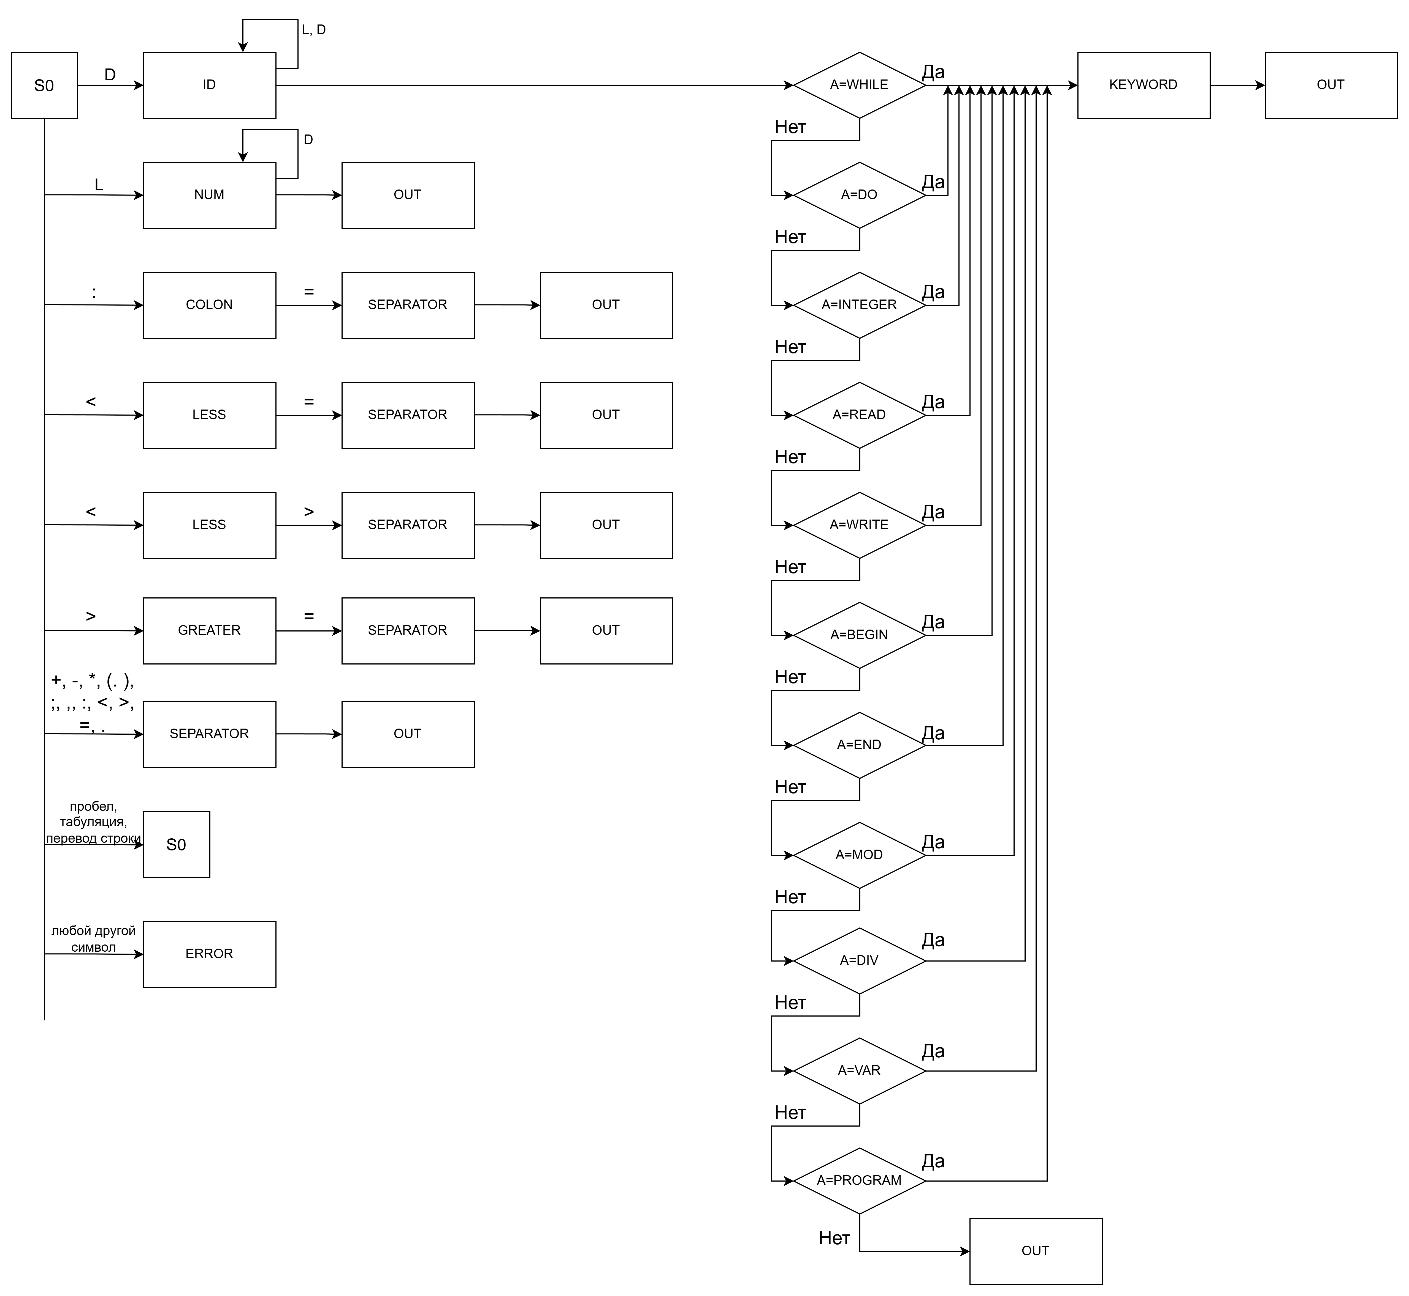 L, D
S0
D
ID
A=WHILE
Да
KEYWORD
OUT
Нет
D
L
NUM
OUT
A=DO
Да
Нет
:
COLON
=
SEPARATOR
OUT
A=INTEGER
Да
Нет
<
LESS
=
SEPARATOR
OUT
A=READ
Да
Нет
<
LESS
>
SEPARATOR
OUT
A=WRITE
Да
Нет
>
GREATER
=
SEPARATOR
OUT
A=BEGIN
Да
Нет
+, -, *, (. ),
;, ,, :, <, >,
=, .
SEPARATOR
OUT
A=END
Да
Нет
пробел,
табуляция,
перевод строки
S0
A=MOD
Да
Нет
любой другой
символ
ERROR
A=DIV
Да
Нет
A=VAR
Да
Нет
A=PROGRAM
Да
Нет
OUT